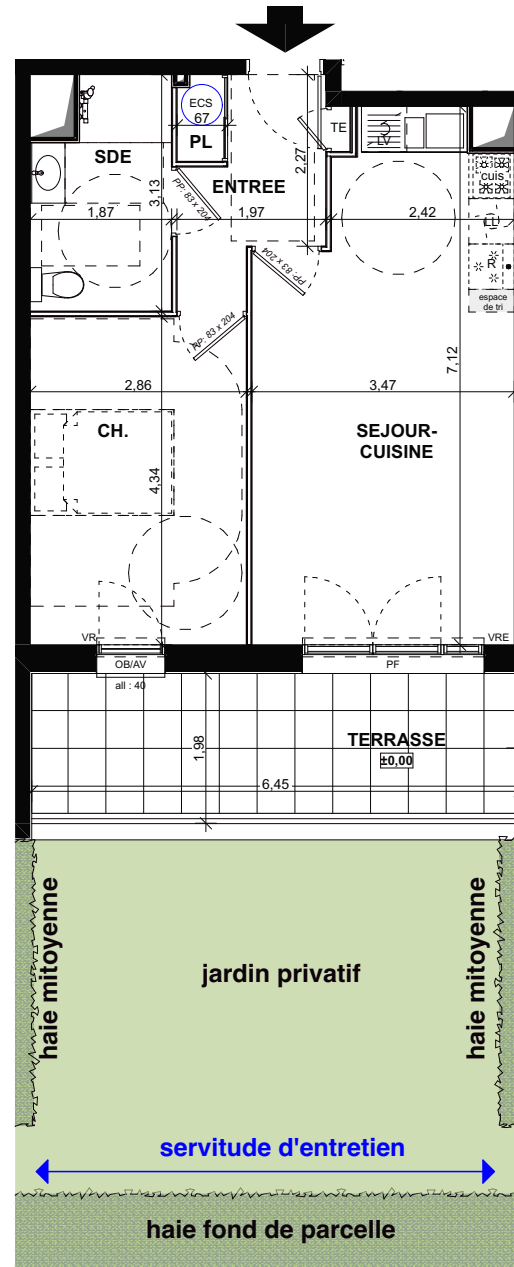 ECS
67
PL
TE
LV
SDE
ENTREE
2,27
3,13
cuis
1,87
1,97
2,42
PP: 83 x 204
LL
PP: 83 x 204
R
espace
de tri
PP: 83 x 204
7,12
2,86
3,47
CH.
SEJOUR-
CUISINE
4,34
VR
VRE
OB/AV
PF
all : 40
1,98
TERRASSE
±0,00
6,45
haie mitoyenne
haie mitoyenne
jardin privatif
servitude d'entretien
haie fond de parcelle